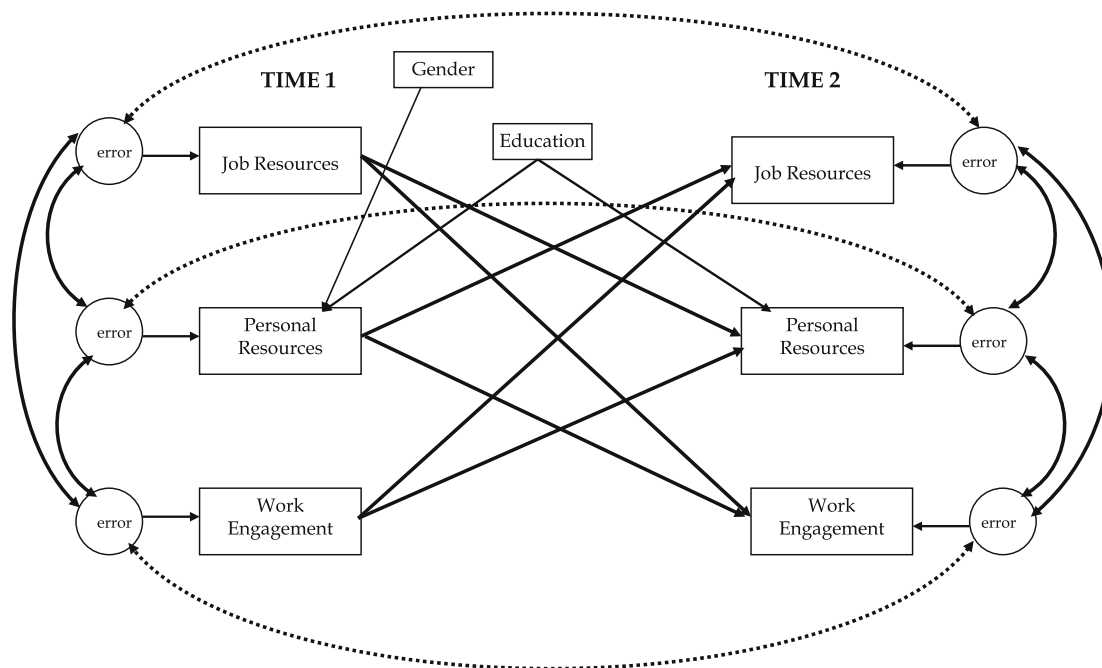 Gender
TIME 1
TIME 2
Education
error
Job Resources
Job Resources
error
error
Personal
Resources
Personal
Resources
error
error
Work
Engagement
Work
Engagement
error